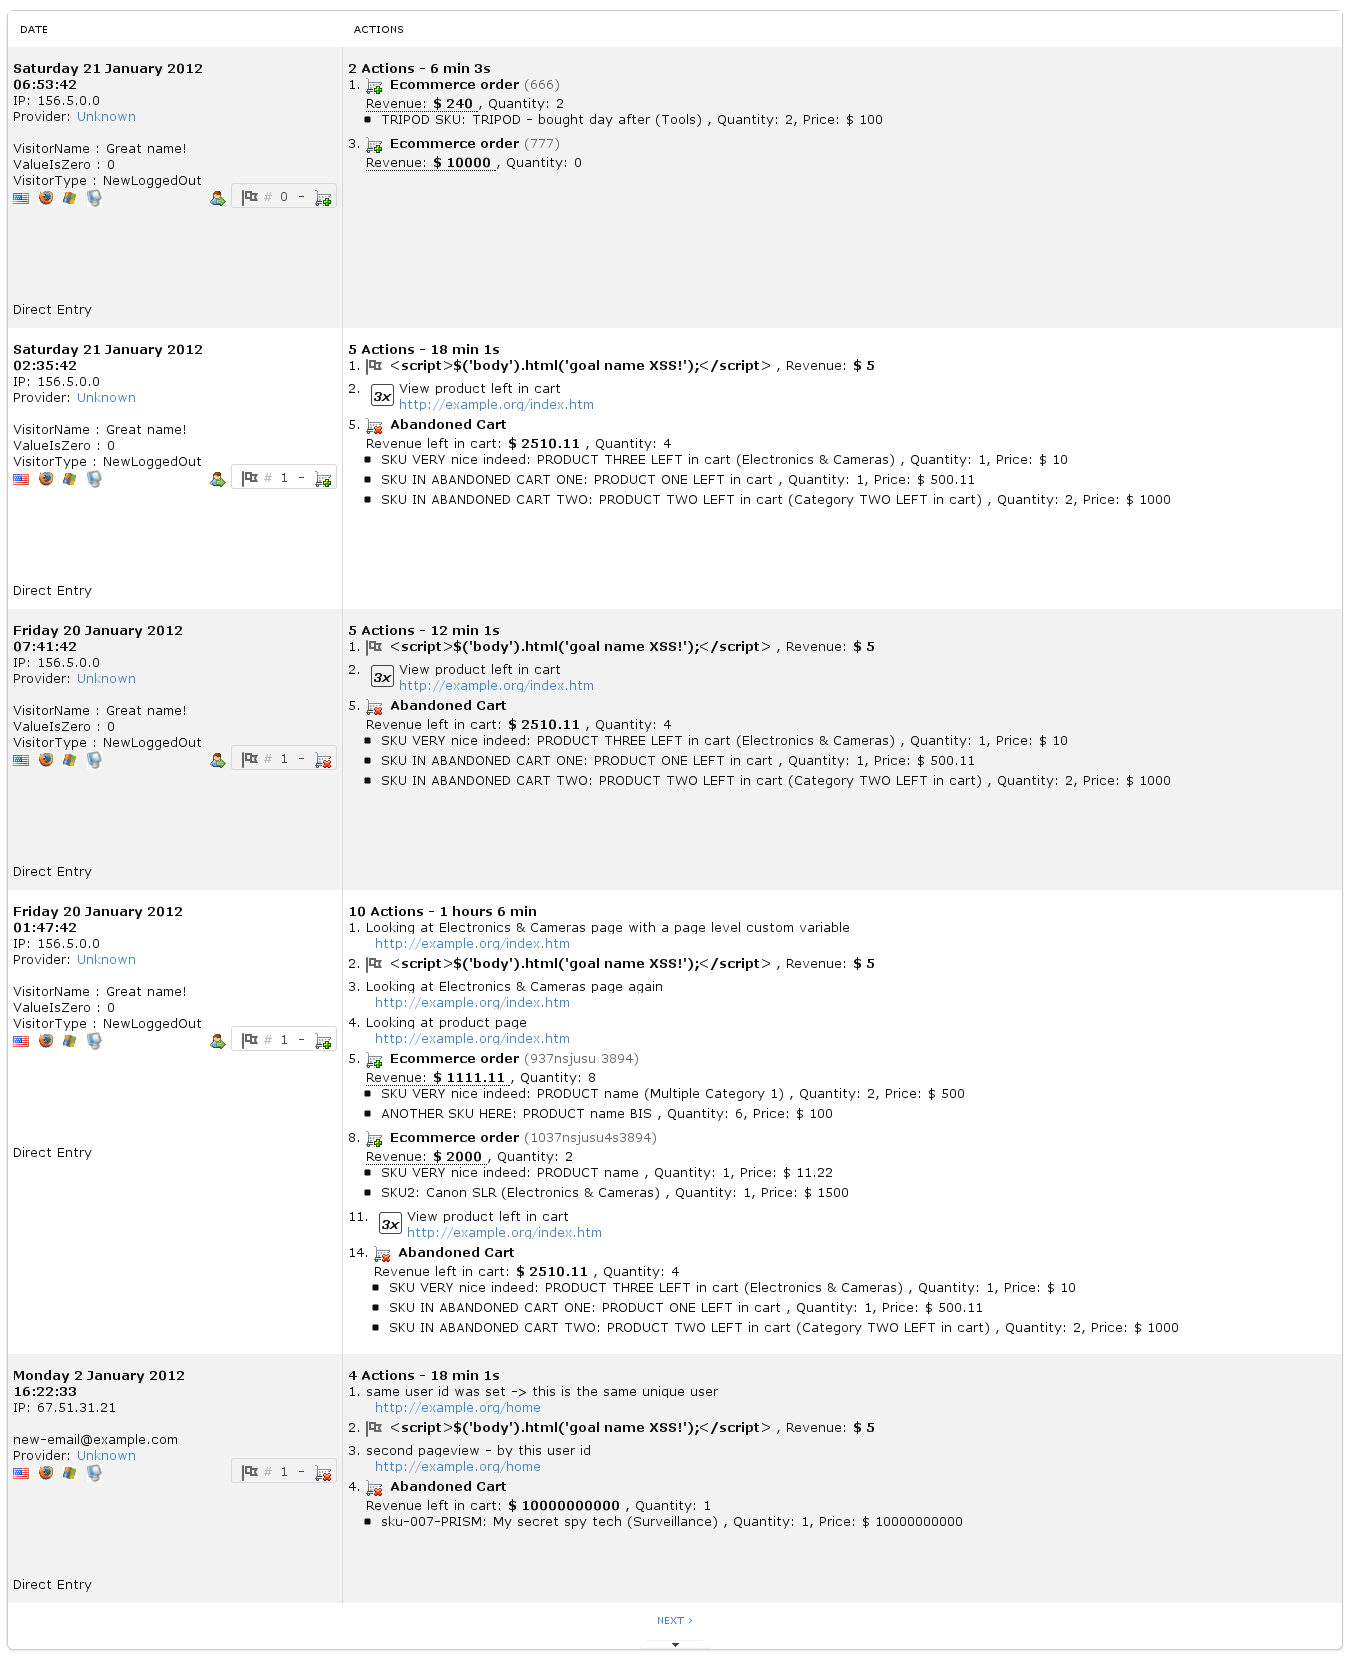 DATE
ACTIONS
Saturday 21 January 2012
06:53:42
IP: 156.5.0.0
Provider: Unknown
VisitorName : Great name!
ValueIsZero : 0
VisitorType : NewLoggedOut
# 0 -
Direct Entry
2 Actions - 6 min 3s
1. Ecommerce order (666)
Revenue: $ 240 , Quantity: 2
TRIPOD SKU: TRIPOD - bought day after (Tools) , Quantity: 2, Price: $ 100
3. Ecommerce order (777)
Revenue: $ 10000 , Quantity: 0
Saturday 21 January 2012
02:35:42
IP: 156.5.0.0
Provider: Unknown
VisitorName : Great name!
ValueIsZero : 0
VisitorType : NewLoggedOut
# 1 -
Direct Entry
5 Actions - 18 min 1s
1. <script>$('body').html('goal name XSS!');</script> , Revenue: $ 5
2. 3x View product left in cart
http://example.org/index.htm
5. Abandoned Cart
Revenue left in cart: $ 2510.11 , Quantity: 4
SKU VERY nice indeed: PRODUCT THREE LEFT in cart (Electronics & Cameras) , Quantity: 1, Price: $ 10
SKU IN ABANDONED CART ONE: PRODUCT ONE LEFT in cart , Quantity: 1, Price: $ 500.11
SKU IN ABANDONED CART TWO: PRODUCT TWO LEFT in cart (Category TWO LEFT in cart) , Quantity: 2, Price: $ 1000
Friday 20 January 2012
07:41:42
IP: 156.5.0.0
Provider: Unknown
VisitorName : Great name!
ValueIsZero : 0
VisitorType : NewLoggedOut
# 1 -
Direct Entry
5 Actions - 12 min 1s
1. <script>$('body').html('goal name XSS!');</script> , Revenue: $ 5
2. 3x View product left in cart
http://example.org/index.htm
5. Abandoned Cart
Revenue left in cart: $ 2510.11 , Quantity: 4
SKU VERY nice indeed: PRODUCT THREE LEFT in cart (Electronics & Cameras) , Quantity: 1, Price: $ 10
SKU IN ABANDONED CART ONE: PRODUCT ONE LEFT in cart , Quantity: 1, Price: $ 500.11
SKU IN ABANDONED CART TWO: PRODUCT TWO LEFT in cart (Category TWO LEFT in cart) , Quantity: 2, Price: $ 1000
Friday 20 January 2012
01:47:42
IP: 156.5.0.0
Provider: Unknown
VisitorName : Great name!
ValueIsZero : 0
VisitorType : NewLoggedOut
# 1 -
Direct Entry
10 Actions - 1 hours 6 min
1. Looking at Electronics & Cameras page with a page level custom variable
http://example.org/index.htm
2. <script>$('body').html('goal name XSS!');</script> , Revenue: $ 5
3. Looking at Electronics & Cameras page again
http://example.org/index.htm
4. Looking at product page
http://example.org/index.htm
5. Ecommerce order (937nsjusu 3894)
Revenue: $ 1111.11 , Quantity: 8
SKU VERY nice indeed: PRODUCT name (Multiple Category 1) , Quantity: 2, Price: $ 500
ANOTHER SKU HERE: PRODUCT name BIS , Quantity: 6, Price: $ 100
8. Ecommerce order (1037nsjusu4s3894)
Revenue: $ 2000 , Quantity: 2
SKU VERY nice indeed: PRODUCT name , Quantity: 1, Price: $ 11.22
SKU2: Canon SLR (Electronics & Cameras) , Quantity: 1, Price: $ 1500
11. 3x View product left in cart
http://example.org/index.htm
14. Abandoned Cart
Revenue left in cart: $ 2510.11 , Quantity: 4
SKU VERY nice indeed: PRODUCT THREE LEFT in cart (Electronics & Cameras) , Quantity: 1, Price: $ 10
SKU IN ABANDONED CART ONE: PRODUCT ONE LEFT in cart , Quantity: 1, Price: $ 500.11
SKU IN ABANDONED CART TWO: PRODUCT TWO LEFT in cart (Category TWO LEFT in cart) , Quantity: 2, Price: $ 1000
Monday 2 January 2012
16:22:33
IP: 67.51.31.21
new-email@example.com
Provider: Unknown
# 1 -
Direct Entry
4 Actions - 18 min 1s
1. same user id was set -> this is the same unique user
http://example.org/home
2. <script>$('body').html('goal name XSS!');</script> , Revenue: $ 5
3. second pageview - by this user id
http://example.org/home
4. Abandoned Cart
Revenue left in cart: $ 10000000000 , Quantity: 1
sku-007-PRISM: My secret spy tech (Surveillance) , Quantity: 1, Price: $ 10000000000
NEXT ›